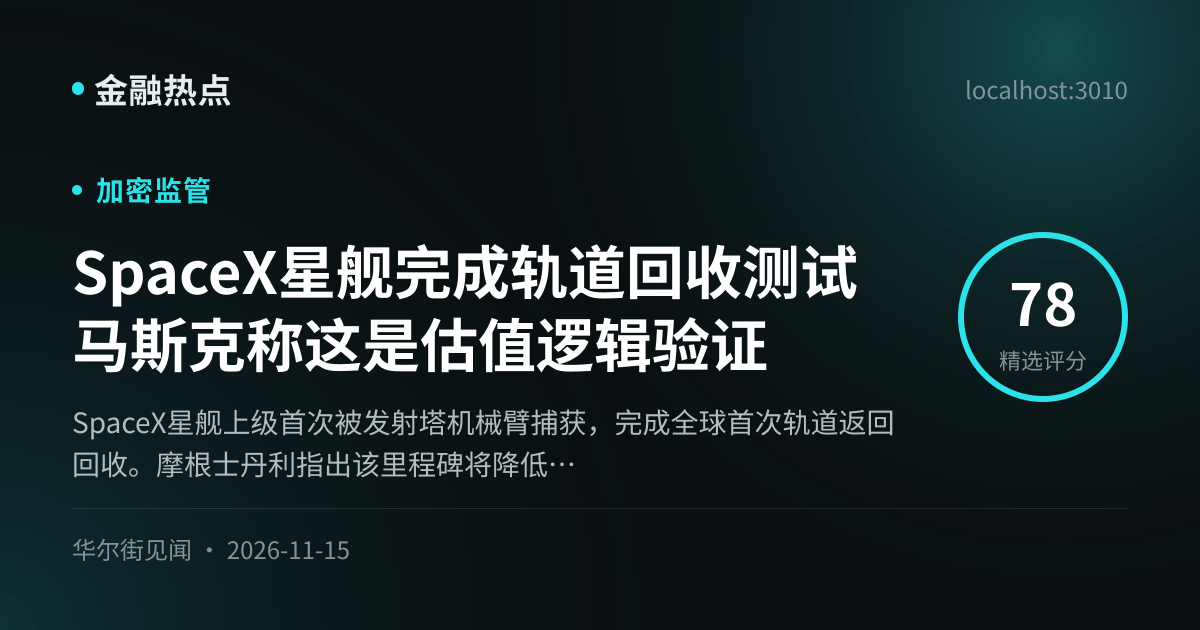 金融热点
localhost:3010
加密监管
SpaceX星舰完成轨道回收测试
马斯克称这是估值逻辑验证
78
精选评分
SpaceX星舰上级首次被发射塔机械臂捕获，完成全球首次轨道返回
回收。摩根士丹利指出该里程碑将降低…
华尔街见闻 · 2026-11-15